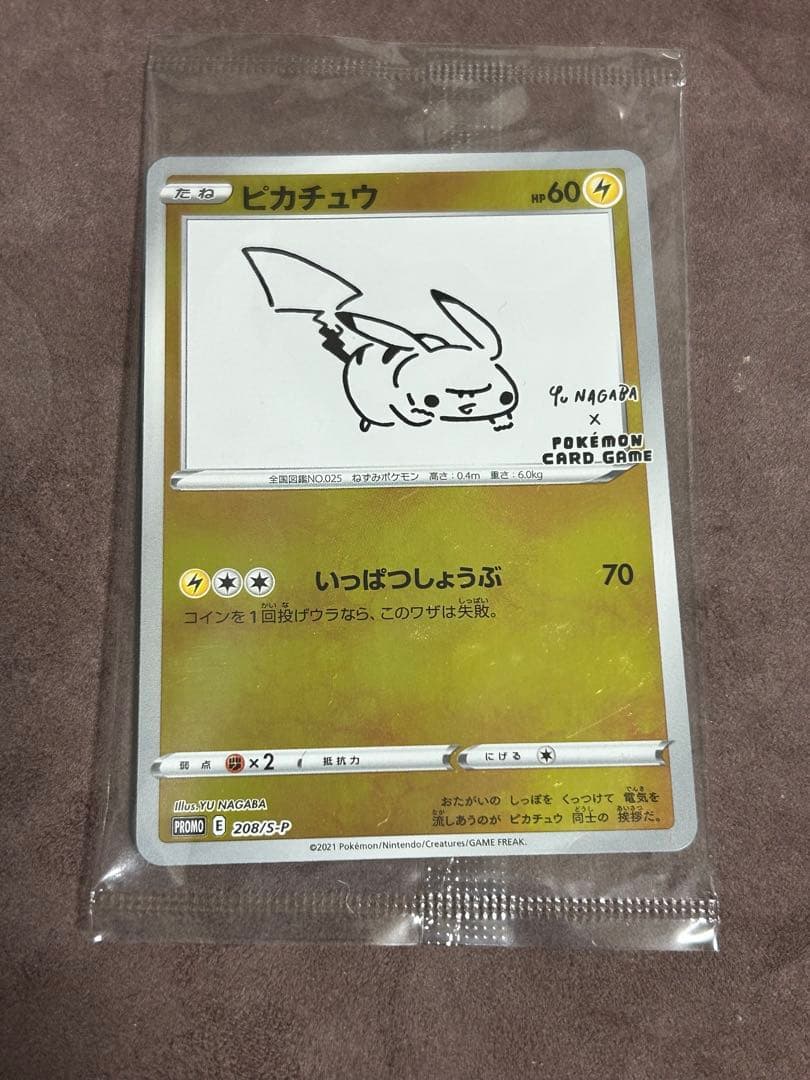 たね ピカチュウ HP60
Yu NAGABA
×
POKÉMON
CARD GAME
全国図鑑NO.025 ねずみポケモン 高さ：0.4m 重さ：6.0kg
いっぱつしょうぶ 70
コインを1回投げウラなら、このワザは失敗。
弱点 ×2 抵抗力 にげる
Illus.YU NAGABA
PROMO E 208/S-P
おたがいの しっぽを くっつけて 電気を
流しあうのが ピカチュウ 同士の 挨拶だ。
©2021 Pokémon/Nintendo/Creatures/GAME FREAK.